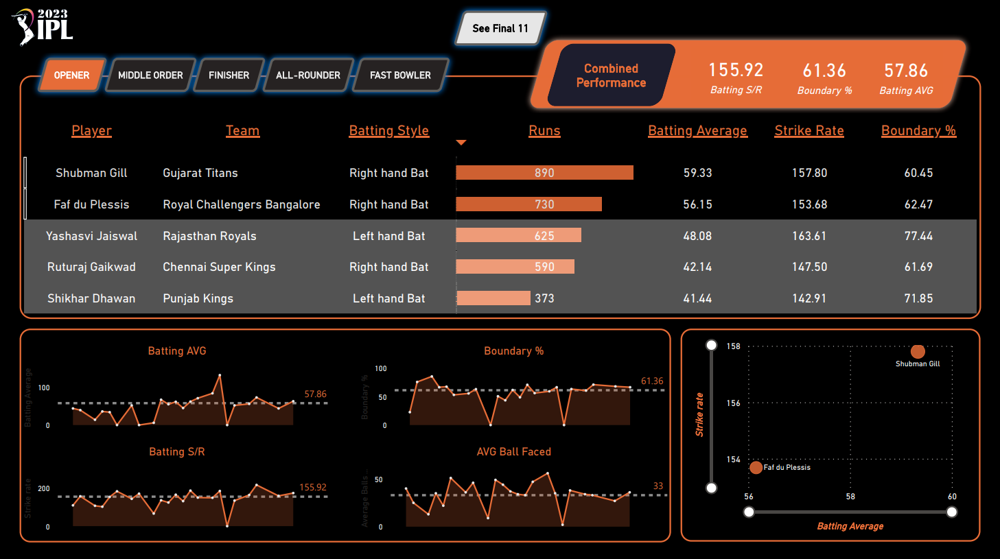 2023
IPL
See Final 11
OPENER
MIDDLE ORDER
FINISHER
ALL-ROUNDER
FAST BOWLER
Combined
Performance
155.92 61.36 57.86
Batting S/R Boundary % Batting AVG
Player Team Batting Style Runs Batting Average Strike Rate Boundary %
Shubman Gill Gujarat Titans Right hand Bat 890 59.33 157.80 60.45
Faf du Plessis Royal Challengers Bangalore Right hand Bat 730 56.15 153.68 62.47
Yashasvi Jaiswal Rajasthan Royals Left hand Bat 625 48.08 163.61 77.44
Ruturaj Gaikwad Chennai Super Kings Right hand Bat 590 42.14 147.50 61.69
Shikhar Dhawan Punjab Kings Left hand Bat 373 41.44 142.91 71.85
Batting AVG
Batting Average
100
0
57.86
Boundary %
Boundary %
100
50
0
61.36
Batting S/R
Strike rate
200
0
155.92
AVG Ball Faced
Average Balls ...
50
0
33
Strike rate
158
156
154
Shubman Gill
Faf du Plessis
56 58 60
Batting Average